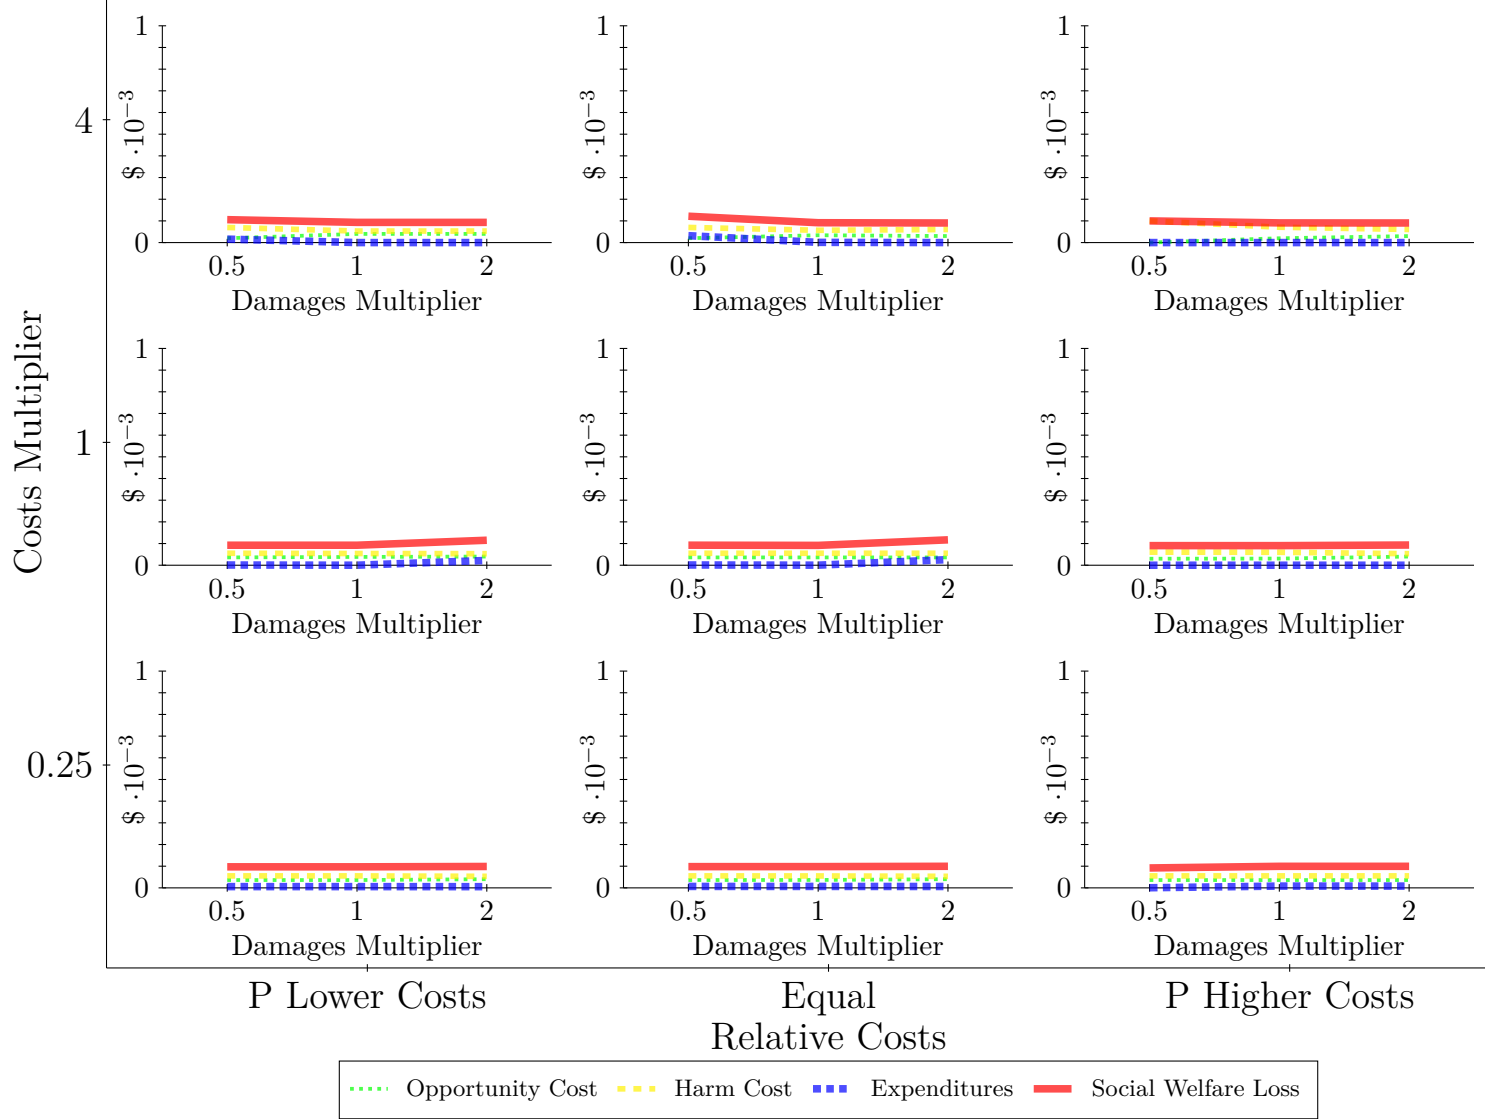 Costs Multiplier
4
1
0.25
1
$ ·10⁻³
0
0.5 1 2
Damages Multiplier
1
$ ·10⁻³
0
0.5 1 2
Damages Multiplier
1
$ ·10⁻³
0
0.5 1 2
Damages Multiplier
1
$ ·10⁻³
0
0.5 1 2
Damages Multiplier
1
$ ·10⁻³
0
0.5 1 2
Damages Multiplier
1
$ ·10⁻³
0
0.5 1 2
Damages Multiplier
1
$ ·10⁻³
0
0.5 1 2
Damages Multiplier
1
$ ·10⁻³
0
0.5 1 2
Damages Multiplier
1
$ ·10⁻³
0
0.5 1 2
Damages Multiplier
P Lower Costs Equal P Higher Costs
Relative Costs
Opportunity Cost Harm Cost Expenditures Social Welfare Loss